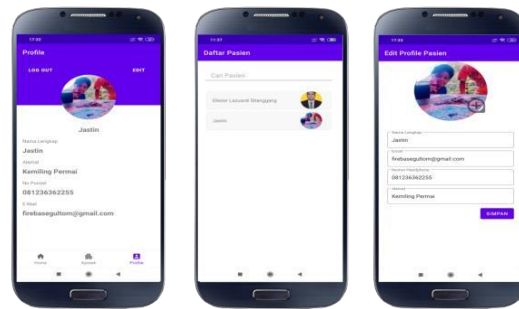 17:52
Profile
LOG OUT
EDIT
Jastin
Nama Lengkap
Jastin
Alamat
Kemiling Permai
No Ponsel
081236362255
E-Mail
firebasegultom@gmail.com
Home
Profile
Daftar Pasien
Cari Pasien
Jastin
Edit Profile Pasien
Nama Lengkap
Jastin
Email
firebasegultom@gmail.com
081236362255
Alamat
Kemiling Permai
SIMPAN